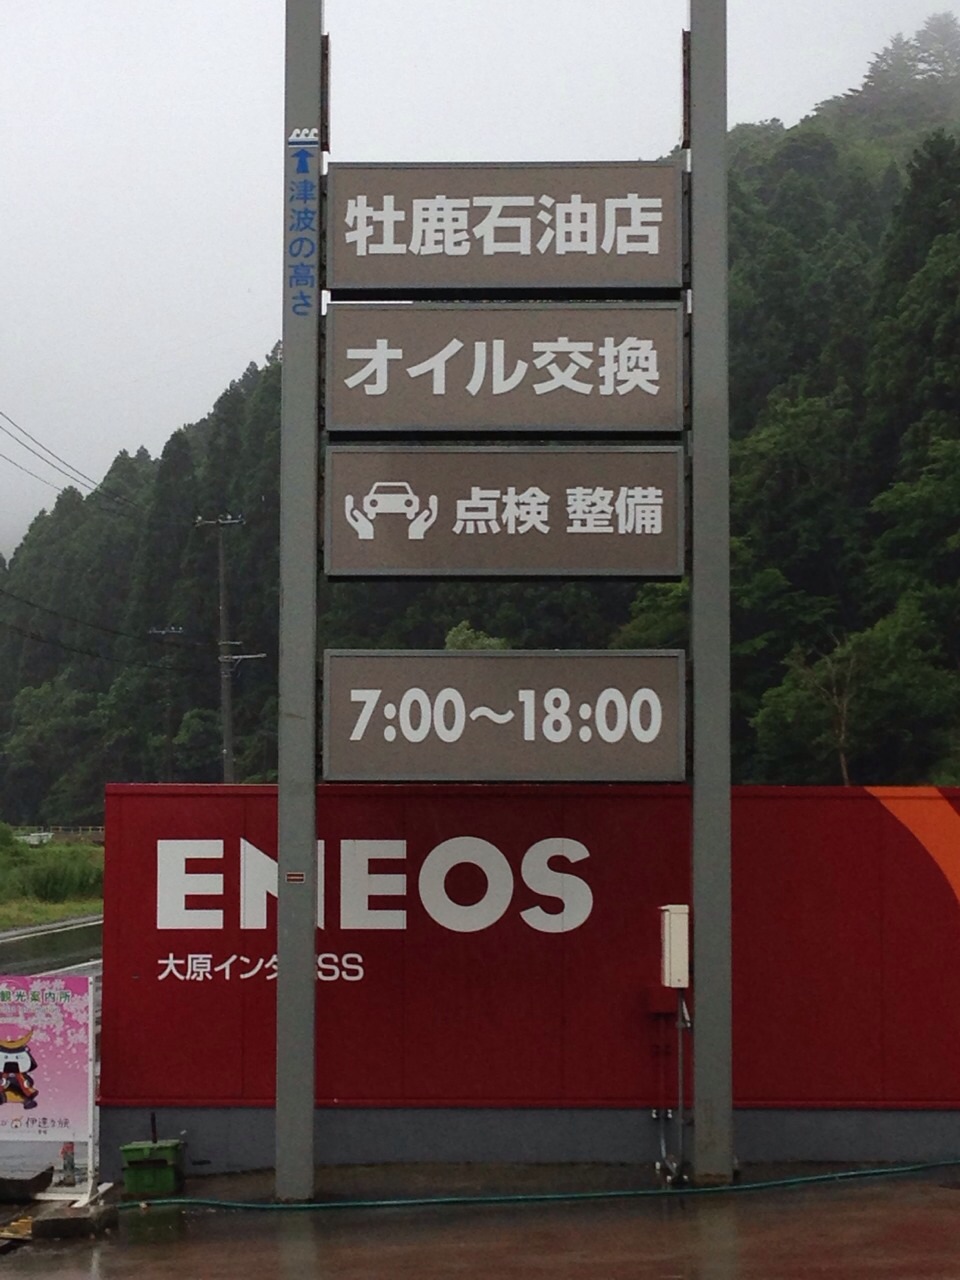 津波の高さ
牡鹿石油店
オイル交換
点検 整備
7:00~18:00
ENEOS
大原インタ SS
観光案内所